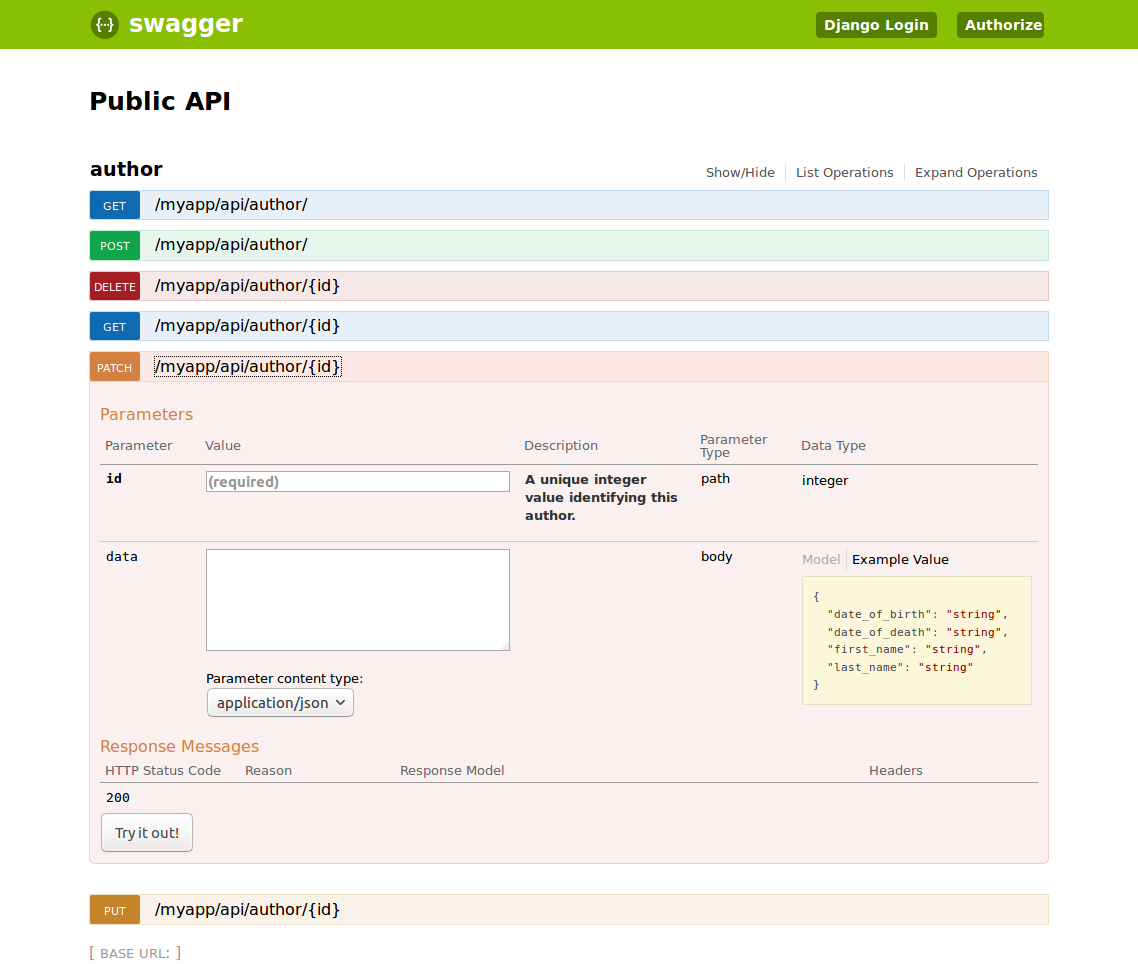 {···} swagger Django Login Authorize
Public API
author Show/Hide List Operations Expand Operations
GET /myapp/api/author/
POST /myapp/api/author/
DELETE /myapp/api/author/{id}
GET /myapp/api/author/{id}
PATCH /myapp/api/author/{id}
Parameters
Parameter Value Description Parameter Type Data Type
id (required) A unique integer path integer
value identifying this
author.
data body Model Example Value
{
"date_of_birth": "string",
"date_of_death": "string",
"first_name": "string",
"last_name": "string"
}
Parameter content type:
application/json
Response Messages
HTTP Status Code Reason Response Model Headers
200
Try it out!
PUT /myapp/api/author/{id}
[ BASE URL: ]